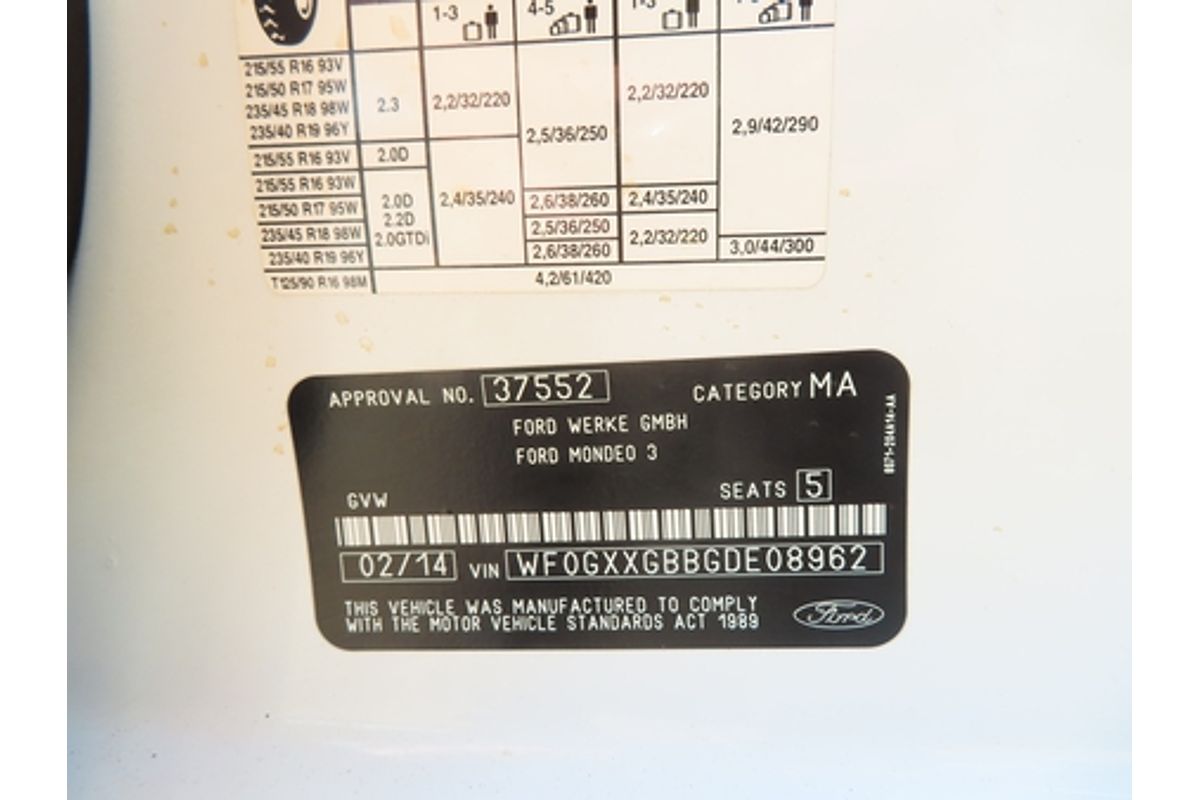 1-3 4-5 1-3
215/55 R16 93V
215/50 R17 95W
235/45 R18 98W
235/40 R19 96Y
2.3
2,2/32/220
2,5/36/250
2,2/32/220
2,9/42/290
215/55 R16 93V
2.0D
215/55 R16 93W
215/50 R17 95W
235/45 R18 98W
235/40 R19 96Y
2.0D
2.2D
2.0GTDi
2,4/35/240
2,6/38/260
2,4/35/240
2,5/36/250
2,2/32/220
2,6/38/260
3,0/44/300
T125/90 R16 98M
4,2/61/420
APPROVAL NO. 37552 CATEGORY MA
FORD WERKE GMBH
FORD MONDEO 3
GVW SEATS 5
02/14 VIN WF0GXXGBBGDE08962
THIS VEHICLE WAS MANUFACTURED TO COMPLY
WITH THE MOTOR VEHICLE STANDARDS ACT 1989
Ford